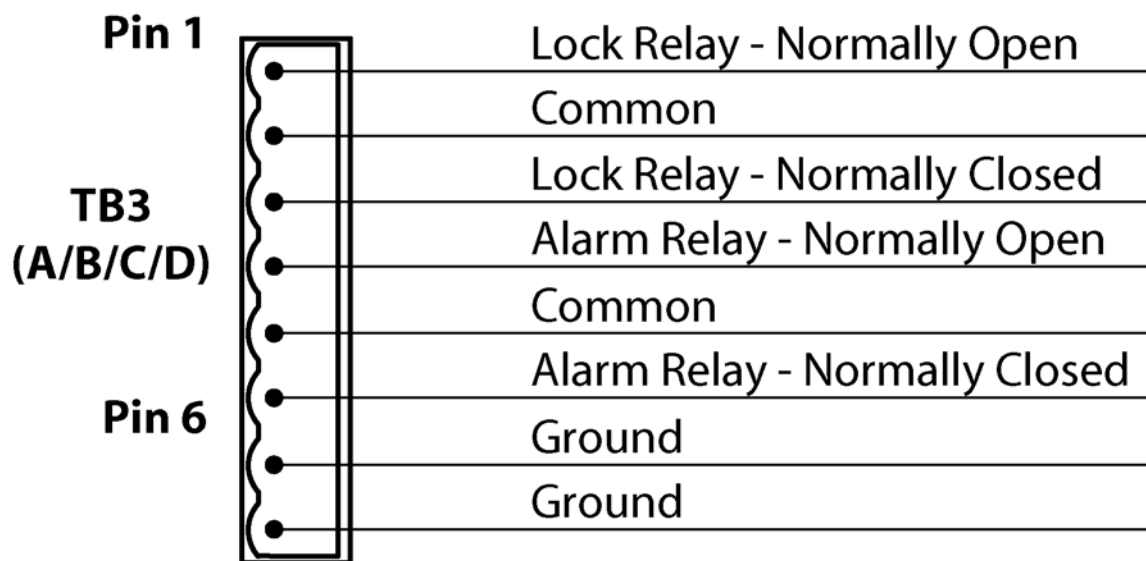 Pin 1
Lock Relay - Normally Open
Common
Lock Relay - Normally Closed
TB3
(A/B/C/D)
Alarm Relay - Normally Open
Common
Alarm Relay - Normally Closed
Pin 6
Ground
Ground